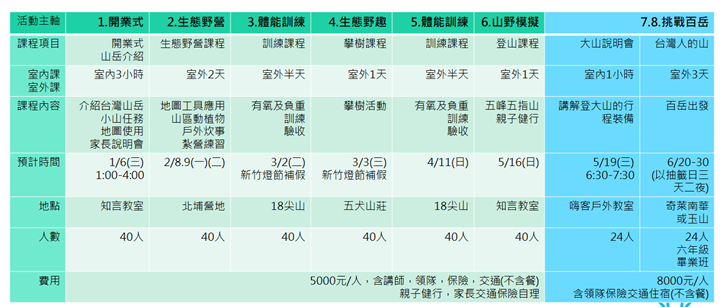 活動主軸 1.開業式 2.生態野營 3.體能訓練 4.生態野趣 5.體能訓練 6.山野模擬 7.8.挑戰百岳
課程項目 開業式 生態野營課程 訓練課程 攀樹課程 訓練課程 登山課程 大山說明會 台灣人的山
山岳介紹
室內課 室內3小時 室外2天 室外半天 室外1天 室外半天 室外1天 室內1小時 室外3天
室外課
課程內容 介紹台灣山岳 地圖工具應用 有氧及負重 攀樹活動 有氧及負重 五峰五指山 講解登大山的行 百岳出發
小山任務 山區動植物 訓練 訓練 親子健行 程裝備
地圖使用 戶外炊事 驗收 驗收
家長說明會 紮營練習
預計時間 1/6(三) 2/8.9(一)(二) 3/2(二) 3/3(三) 4/11(日) 5/16(日) 5/19(三) 6/20-30
1:00-4:00 新竹燈節補假 新竹燈節補假 6:30-7:30 (以抽籤日三
天二夜)
地點 知言教室 北埔營地 18尖山 五犬山莊 18尖山 知言教室 嗨客戶外教室 奇萊南華
或玉山
人數 40人 40人 40人 40人 40人 40人 24人 24人
六年級
畢業班
費用 5000元/人，含講師，領隊，保險，交通(不含餐) 8000元/人
親子健行，家長交通保險自理 含領隊保險交通住宿(不含餐)